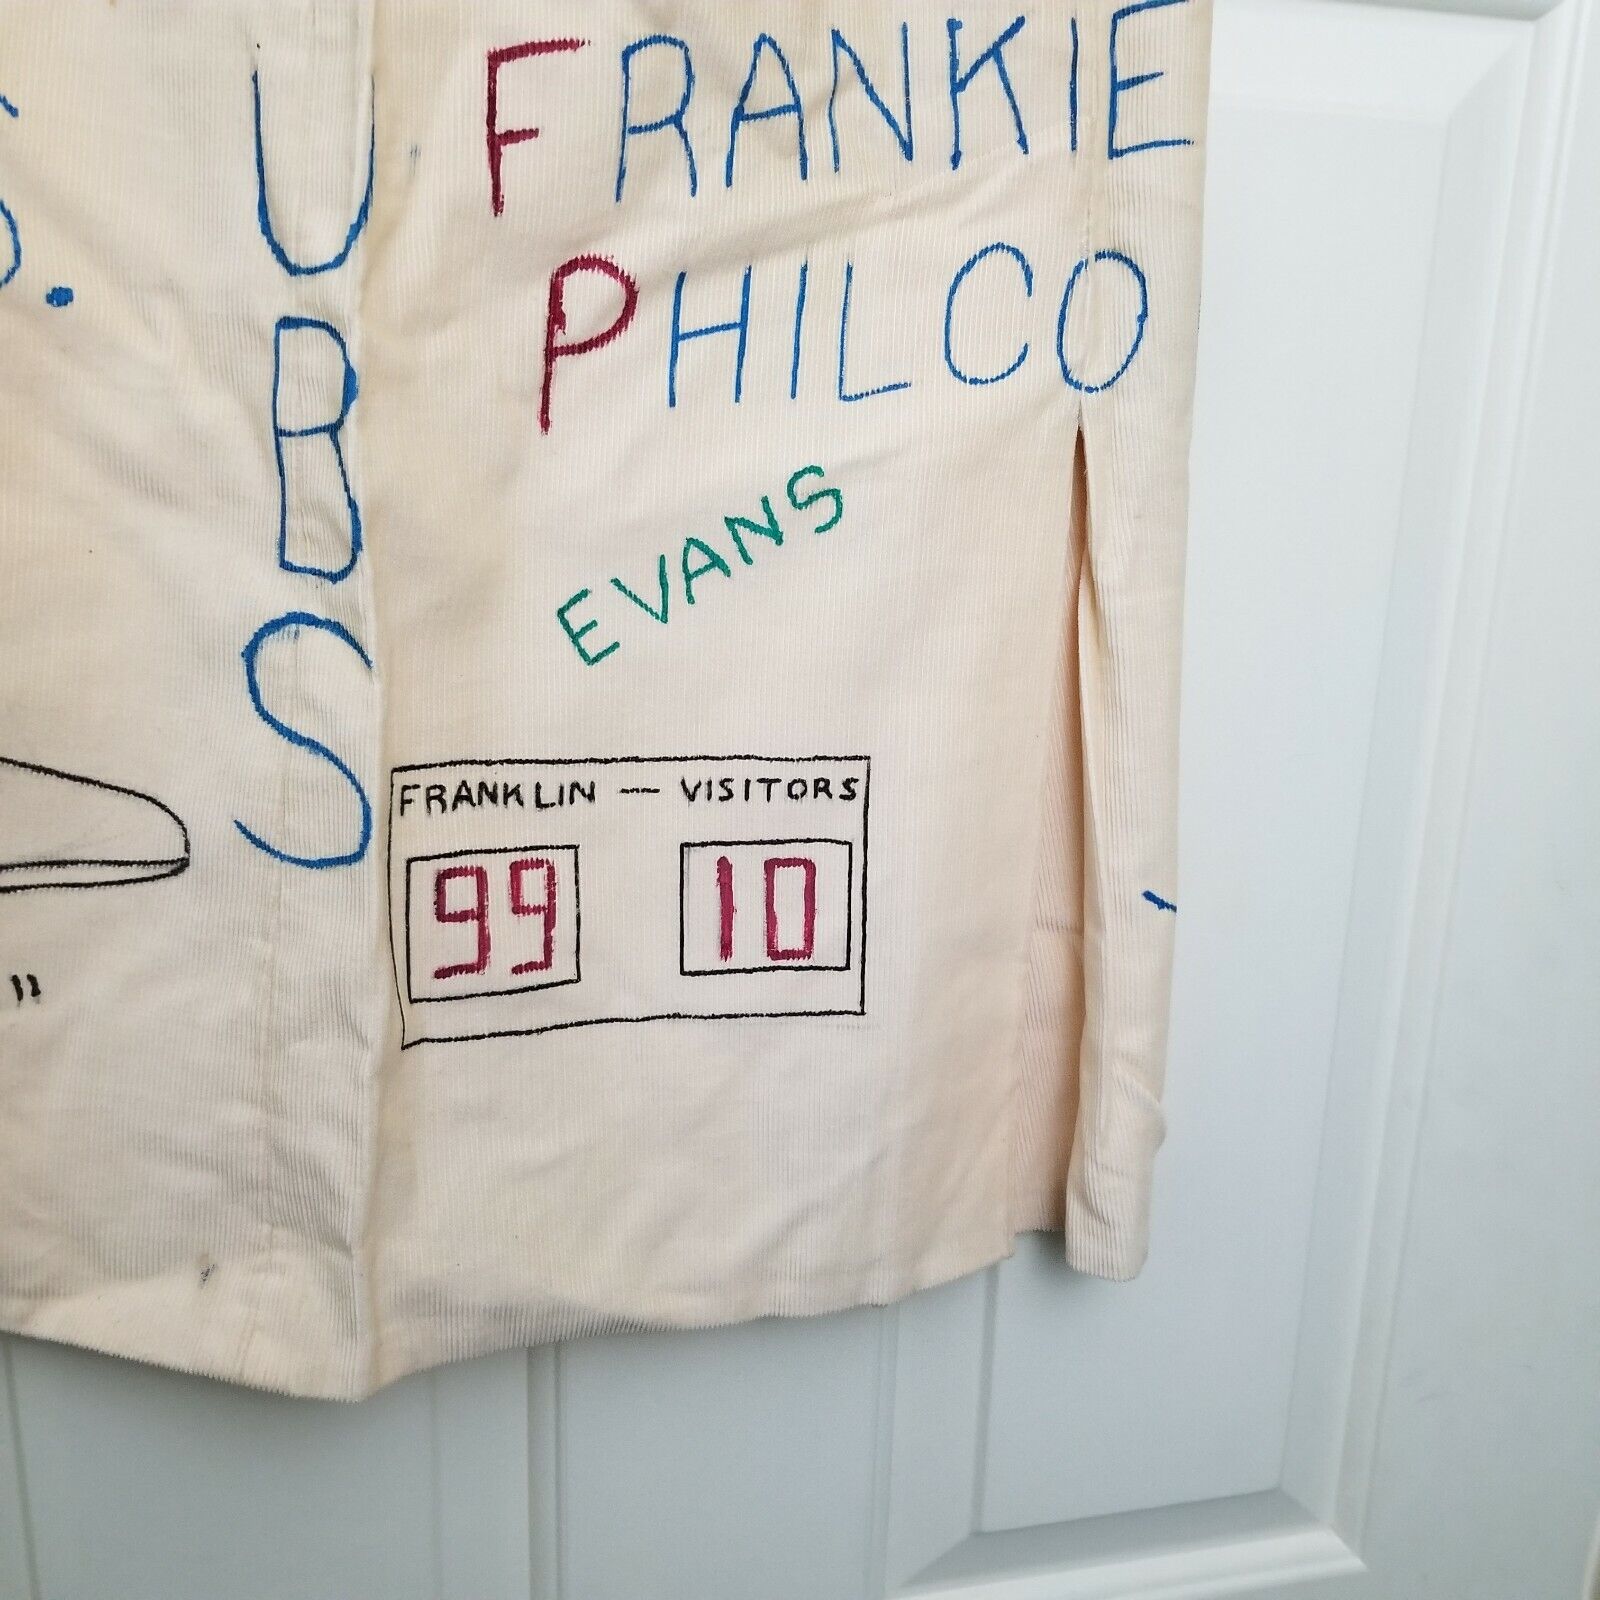 FRANKIE
PHILCO
U
B
S
EVANS
FRANKLIN — VISITORS
99 10